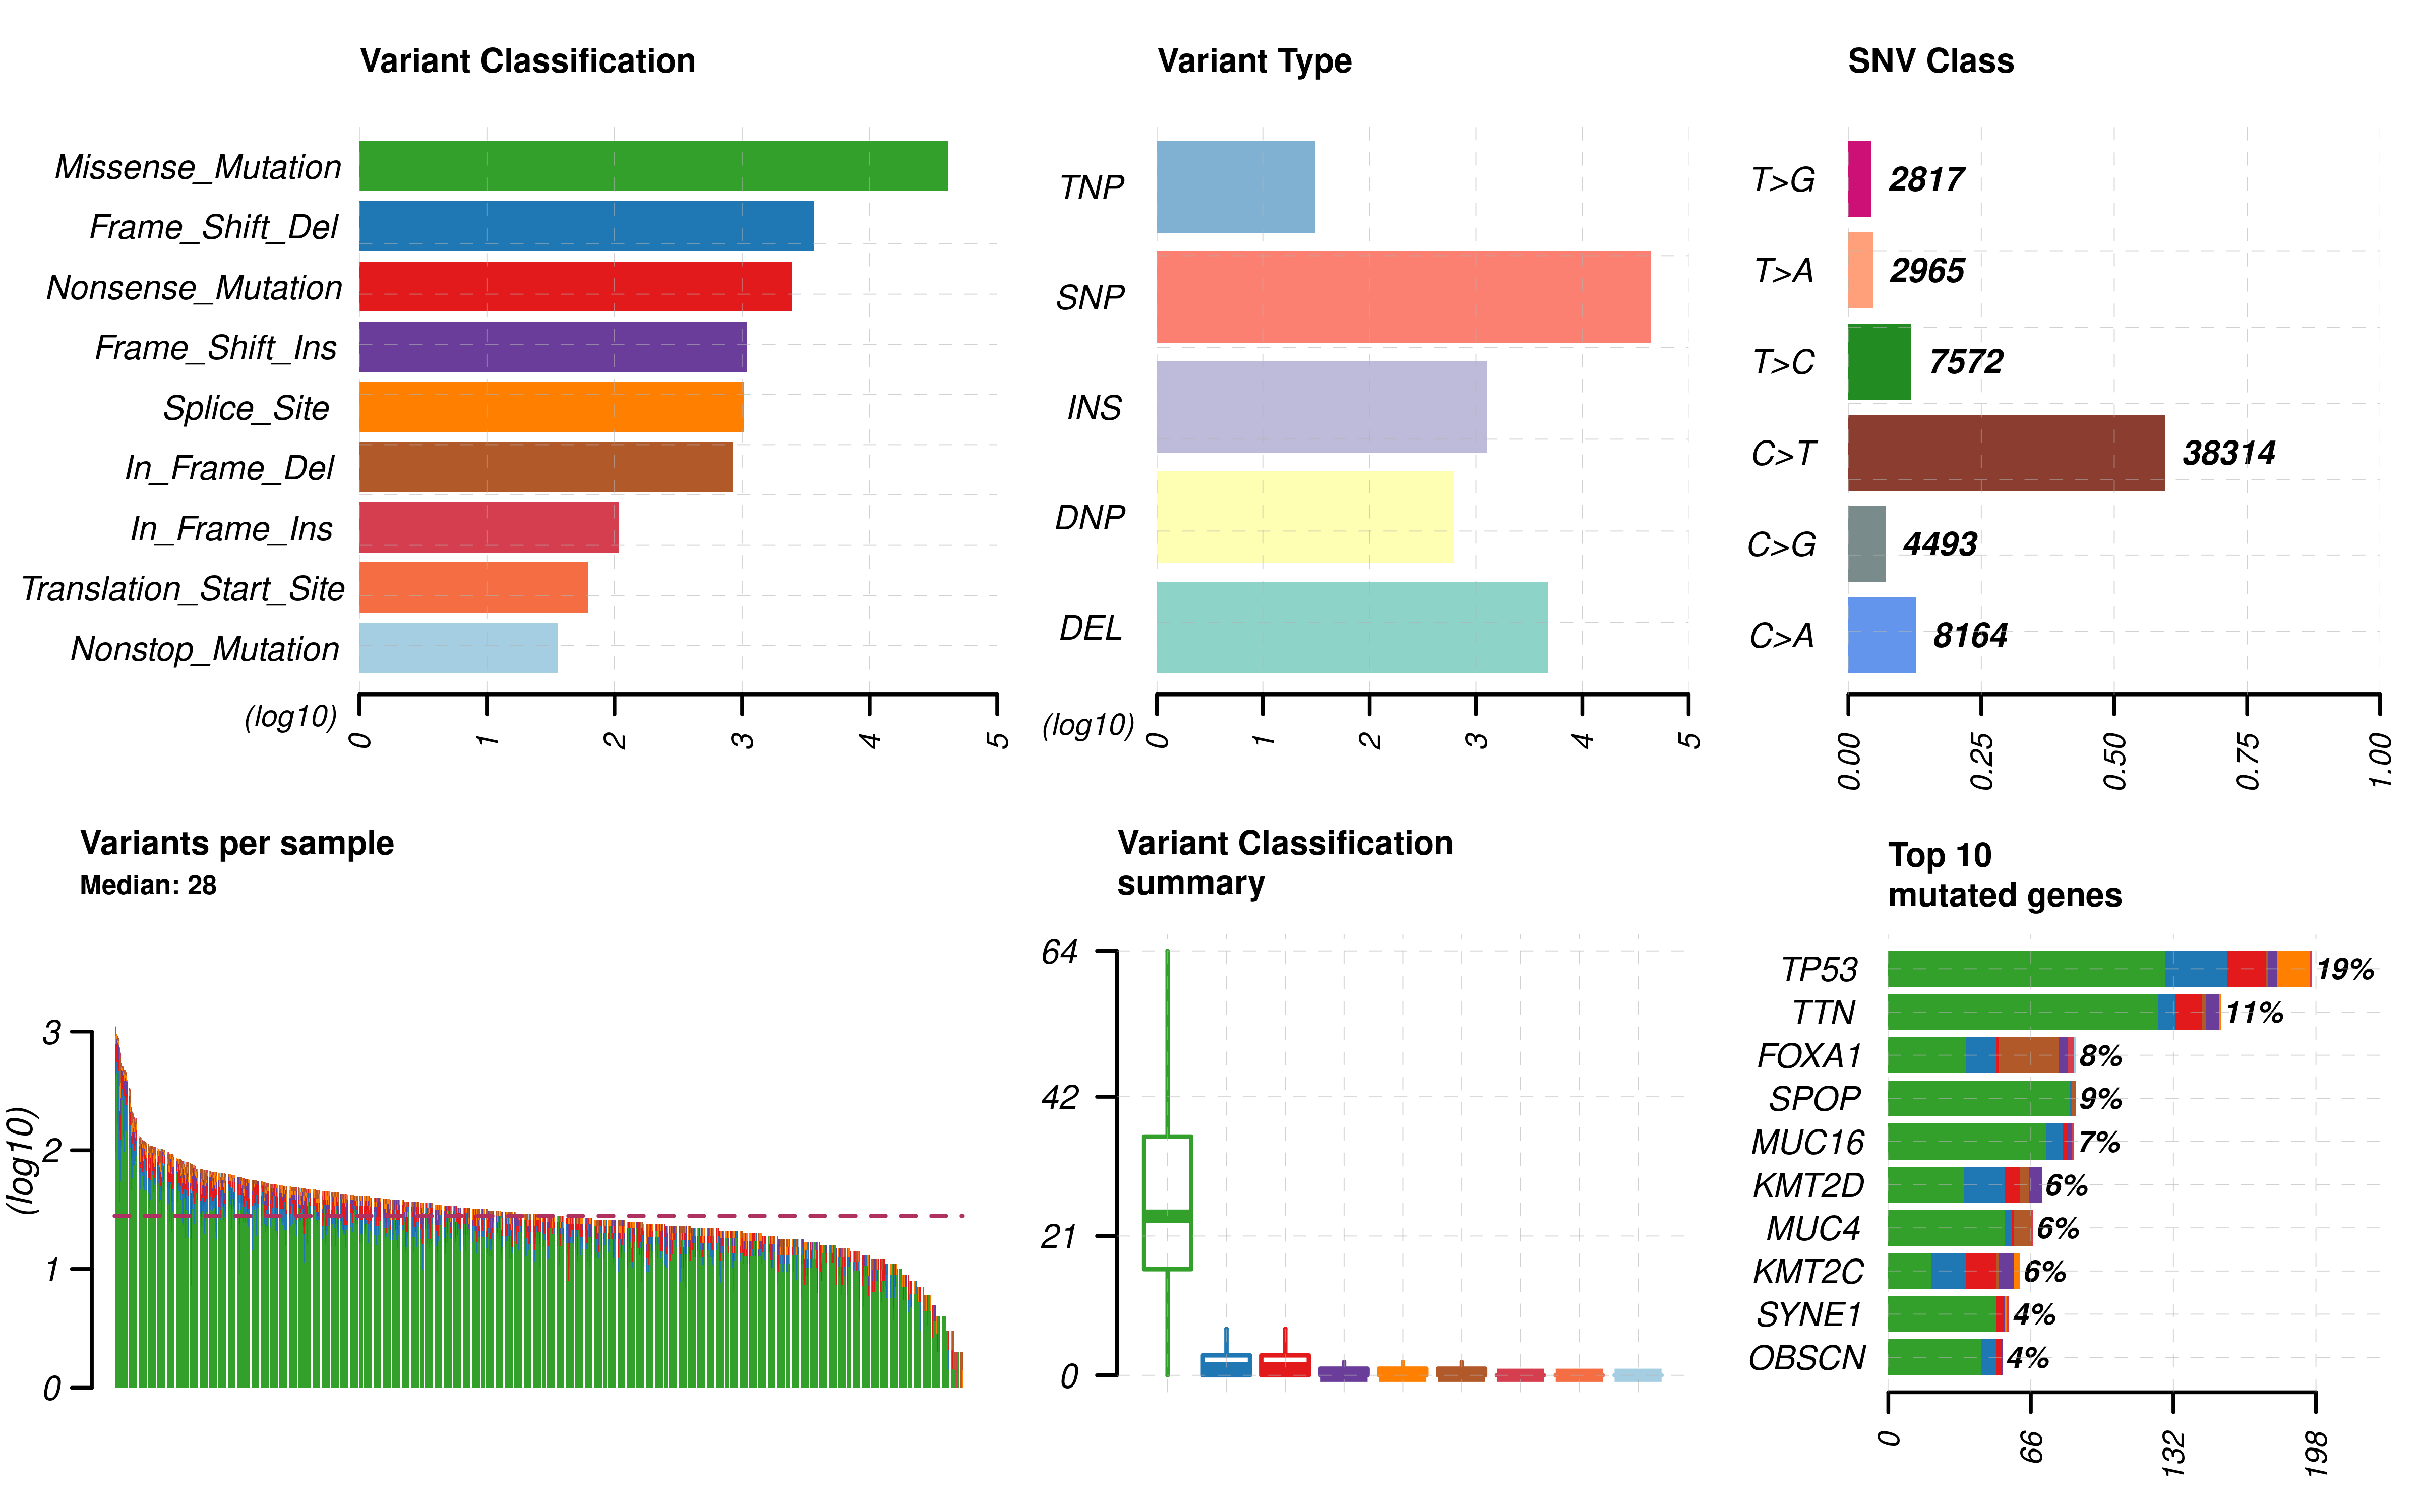 Variant Classification
Missense_Mutation
Frame_Shift_Del
Nonsense_Mutation
Frame_Shift_Ins
Splice_Site
In_Frame_Del
In_Frame_Ins
Translation_Start_Site
Nonstop_Mutation
(log10)
0 1 2 3 4 5
Variant Type
TNP
SNP
INS
DNP
DEL
(log10)
0 1 2 3 4 5
SNV Class
T>G 2817
T>A 2965
T>C 7572
C>T 38314
C>G 4493
C>A 8164
0.00 0.25 0.50 0.75 1.00
Variants per sample
Median: 28
(log10)
3
2
1
0
Variant Classification
summary
64
42
21
0
Top 10
mutated genes
TP53 19%
TTN 11%
FOXA1 8%
SPOP 9%
MUC16 7%
KMT2D 6%
MUC4 6%
KMT2C 6%
SYNE1 4%
OBSCN 4%
0 66 132 198